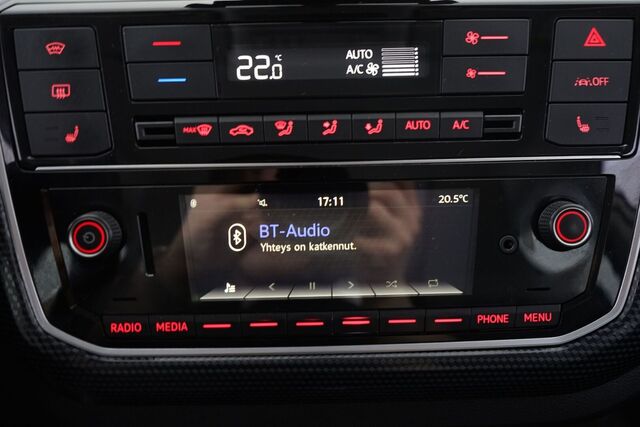 22.0 °C
AUTO
A/C
OFF
MAX
AUTO
A/C
17:11
20.5°C
BT-Audio
Yhteys on katkennut.
RADIO
MEDIA
PHONE
MENU